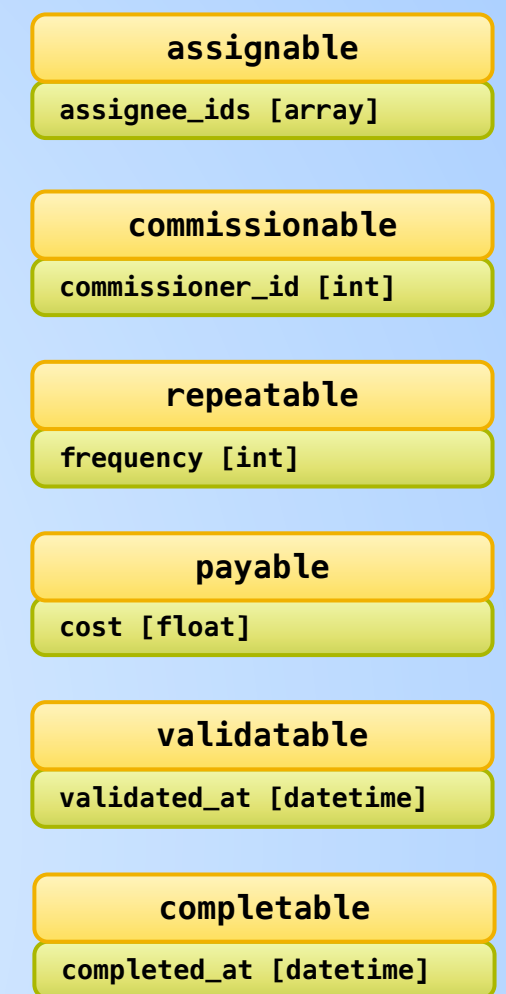 assignable
assignee_ids [array]
commissionable
commissioner_id [int]
repeatable
frequency [int]
payable
cost [float]
validatable
validated_at [datetime]
completable
completed_at [datetime]